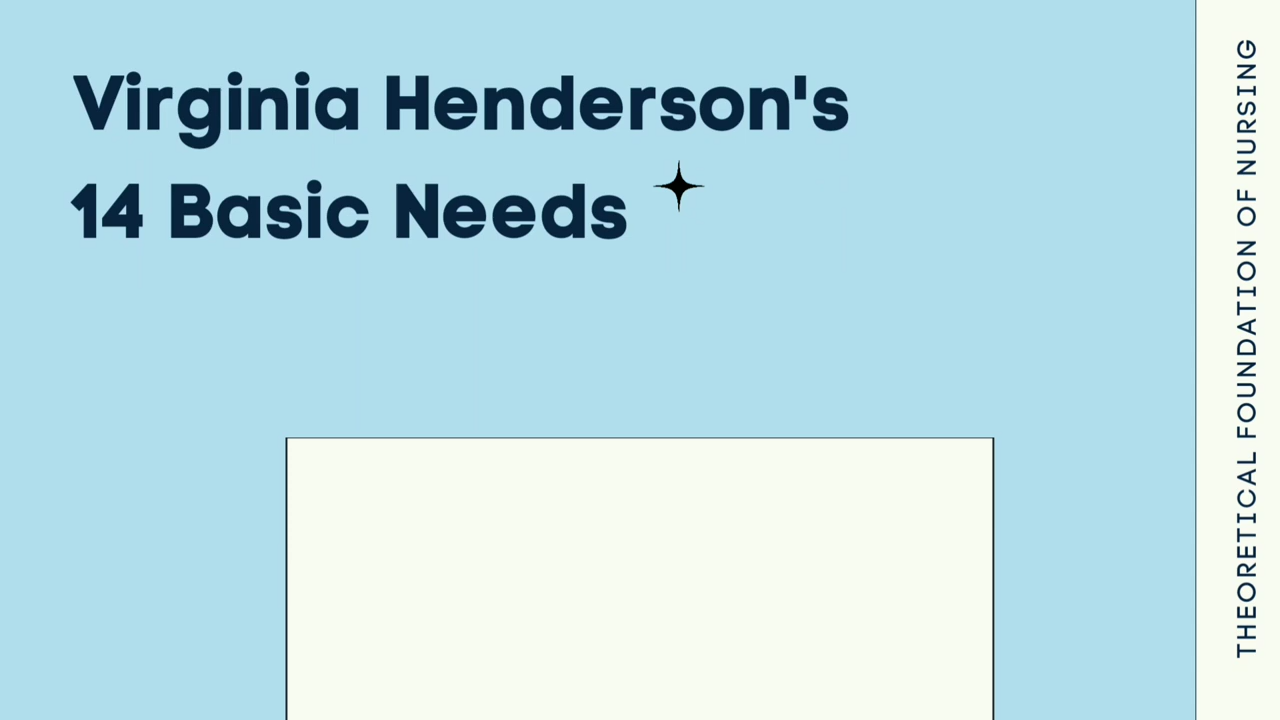 Virginia Henderson's
14 Basic Needs
THEORETICAL FOUNDATION OF NURSING